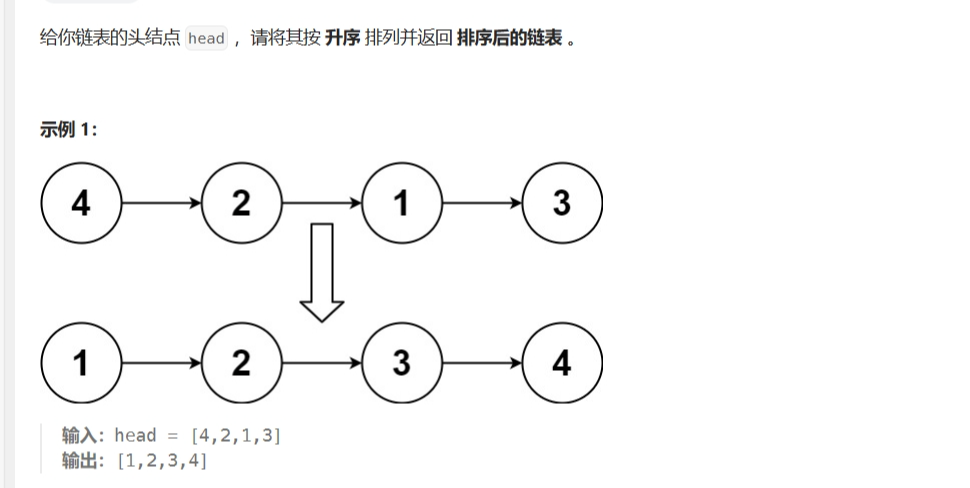 给你链表的头结点 head ，请将其按 升序 排列并返回 排序后的链表 。
示例 1：
4 2 1 3
1 2 3 4
输入：head = [4,2,1,3]
输出：[1,2,3,4]